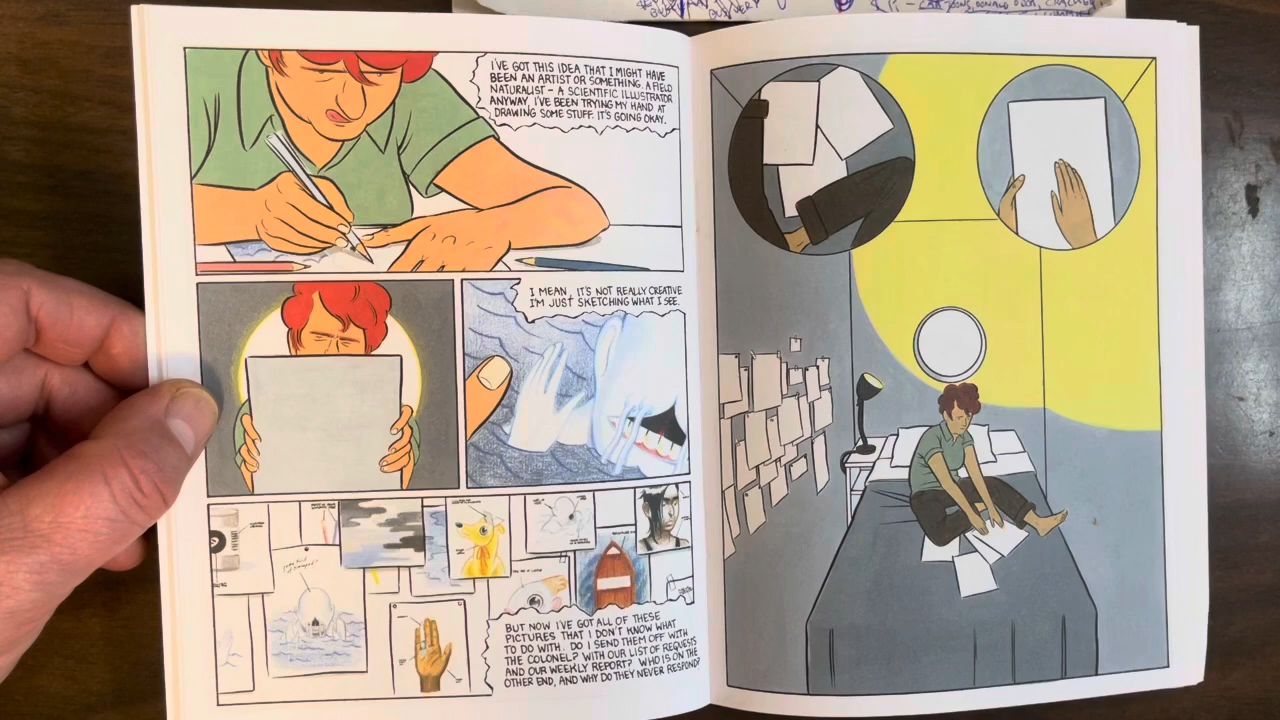 CARTOONS, DONALD DUCK,
I'VE GOT THIS IDEA THAT I MIGHT HAVE
BEEN AN ARTIST OR SOMETHING. A FIELD
NATURALIST – A SCIENTIFIC ILLUSTRATOR
ANYWAY, I'VE BEEN TRYING MY HAND AT
DRAWING SOME STUFF. IT'S GOING OKAY.
I MEAN, IT'S NOT REALLY CREATIVE
I'M JUST SKETCHING WHAT I SEE.
BUT NOW I'VE GOT ALL OF THESE
PICTURES THAT I DON'T KNOW WHAT
TO DO WITH. DO I SEND THEM OFF WITH
THE COLONEL? WITH OUR LIST OF REQUESTS
AND OUR WEEKLY REPORT? WHO IS ON THE
OTHER END, AND WHY DO THEY NEVER RESPOND?